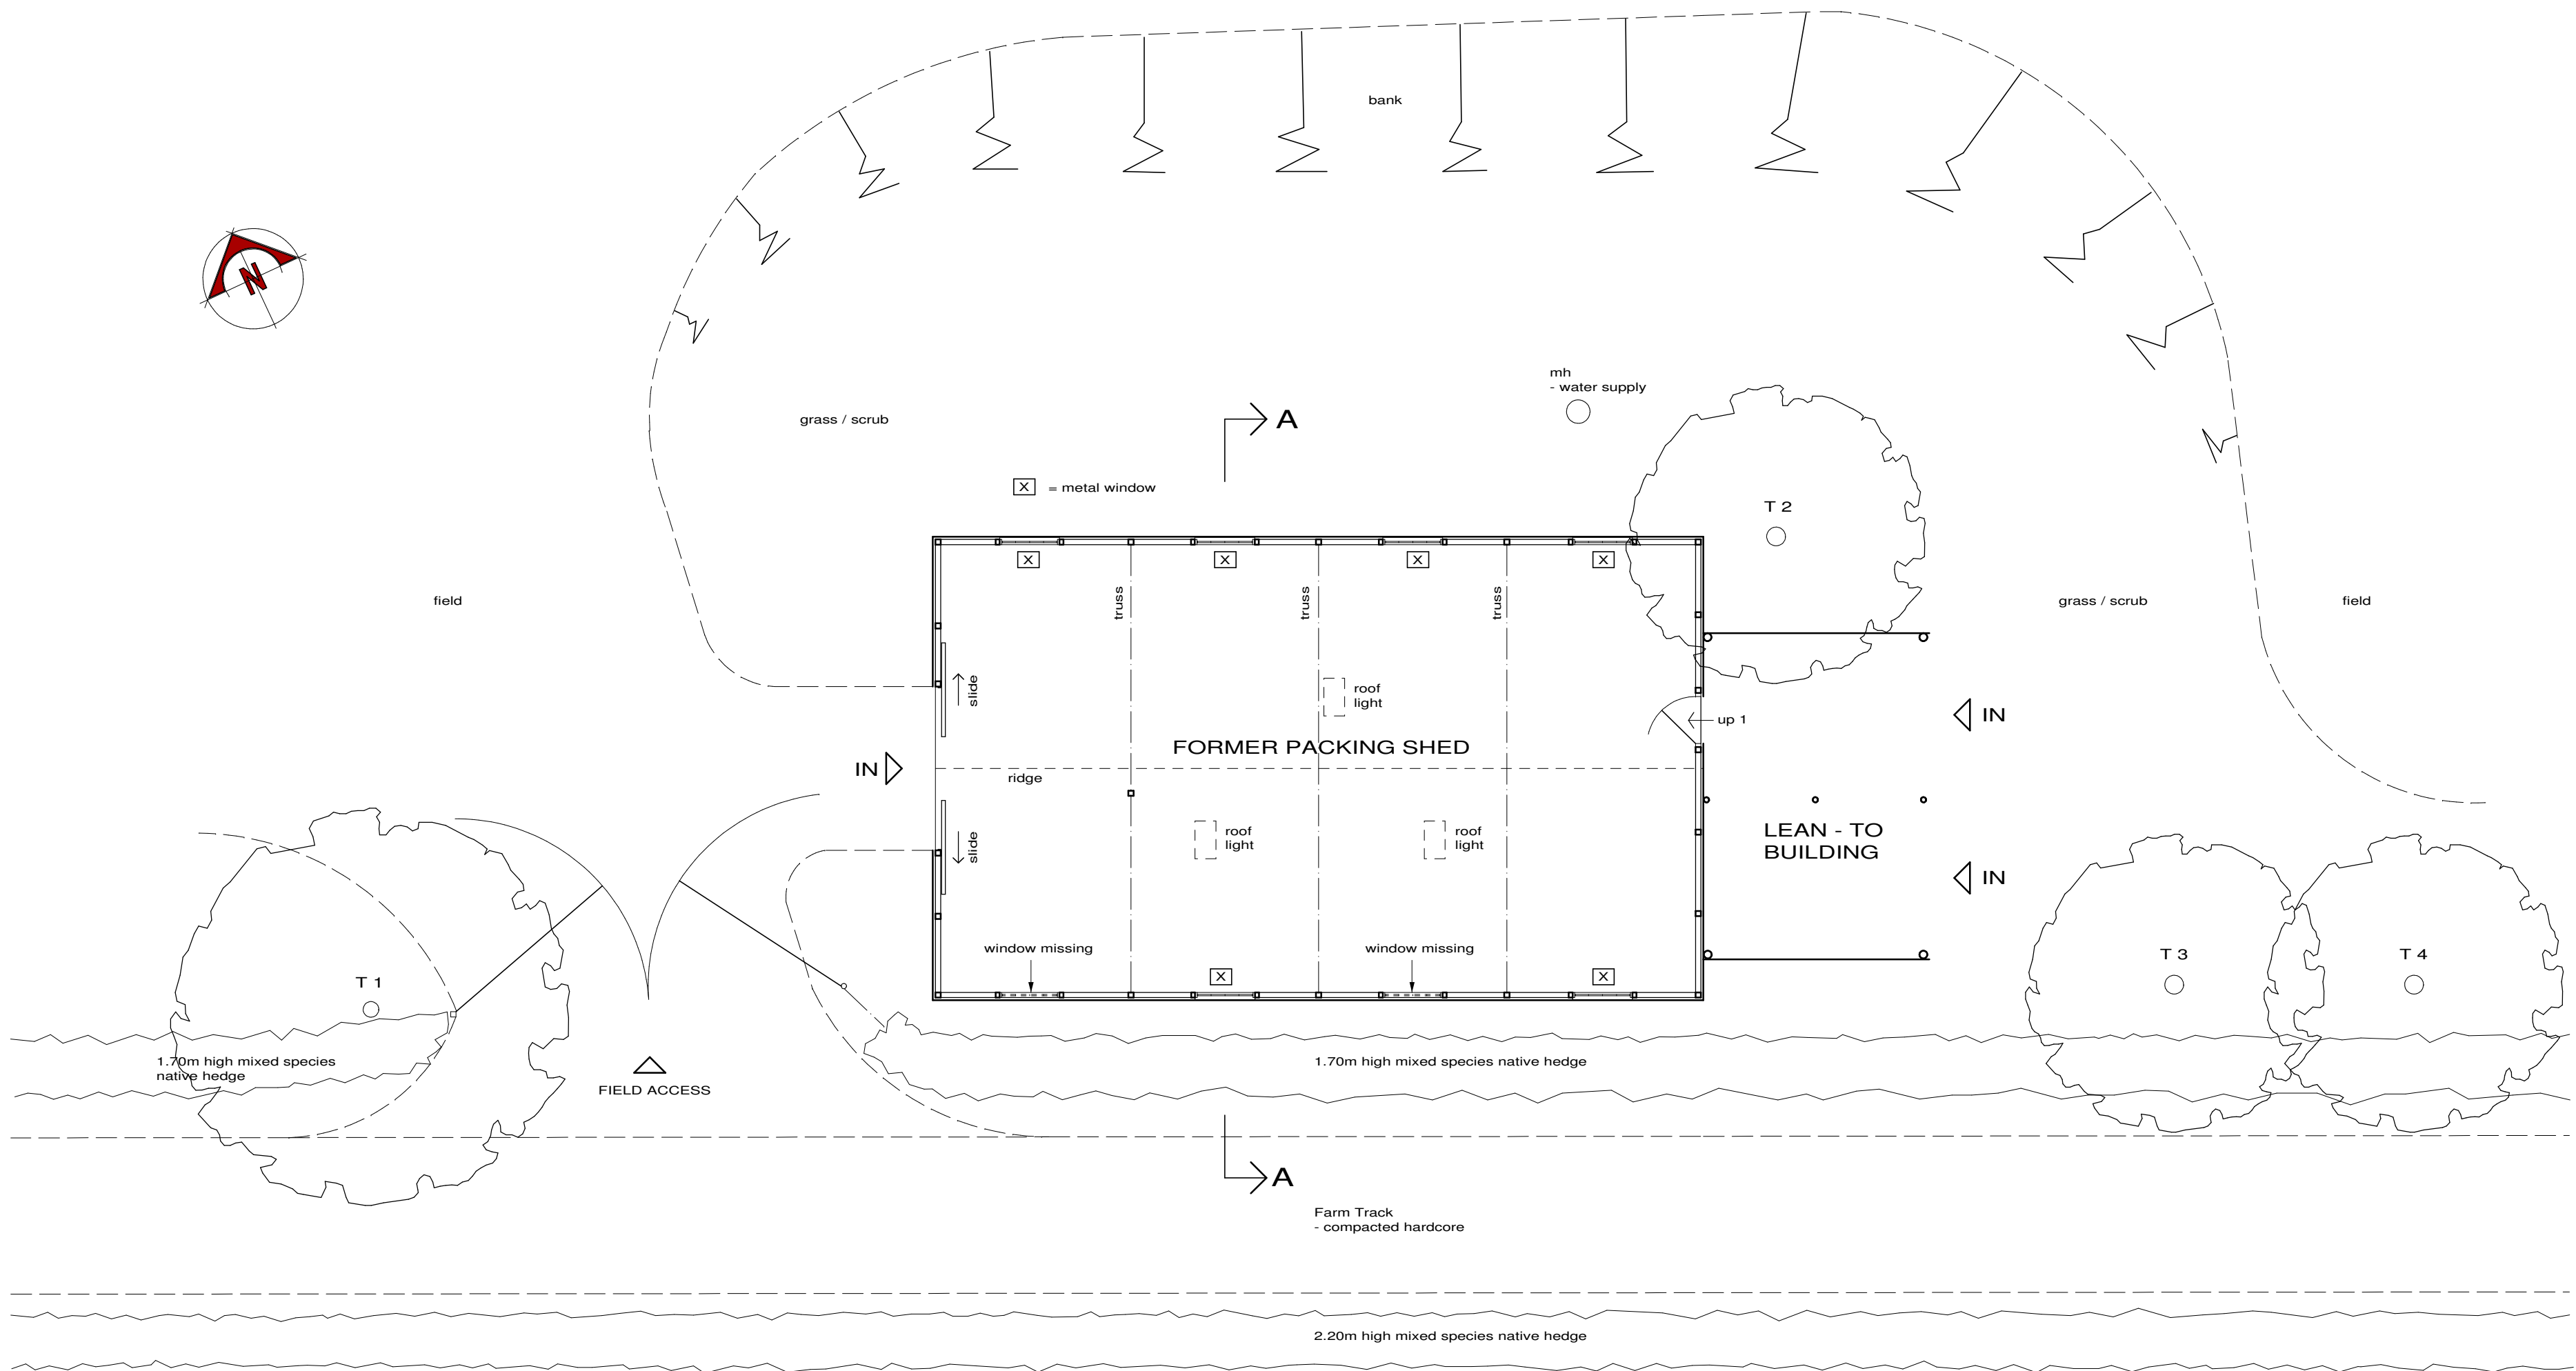 bank
N
mh
- water supply
grass / scrub
A
X = metal window
T 2
X
X
X
X
field
truss
truss
truss
grass / scrub
field
slide
roof
light
IN
up 1
FORMER PACKING SHED
IN
ridge
slide
roof
light
roof
light
LEAN - TO
BUILDING
IN
window missing
window missing
T 1
X
X
T 3
T 4
1.70m high mixed species
native hedge
FIELD ACCESS
1.70m high mixed species native hedge
A
Farm Track
- compacted hardcore
2.20m high mixed species native hedge